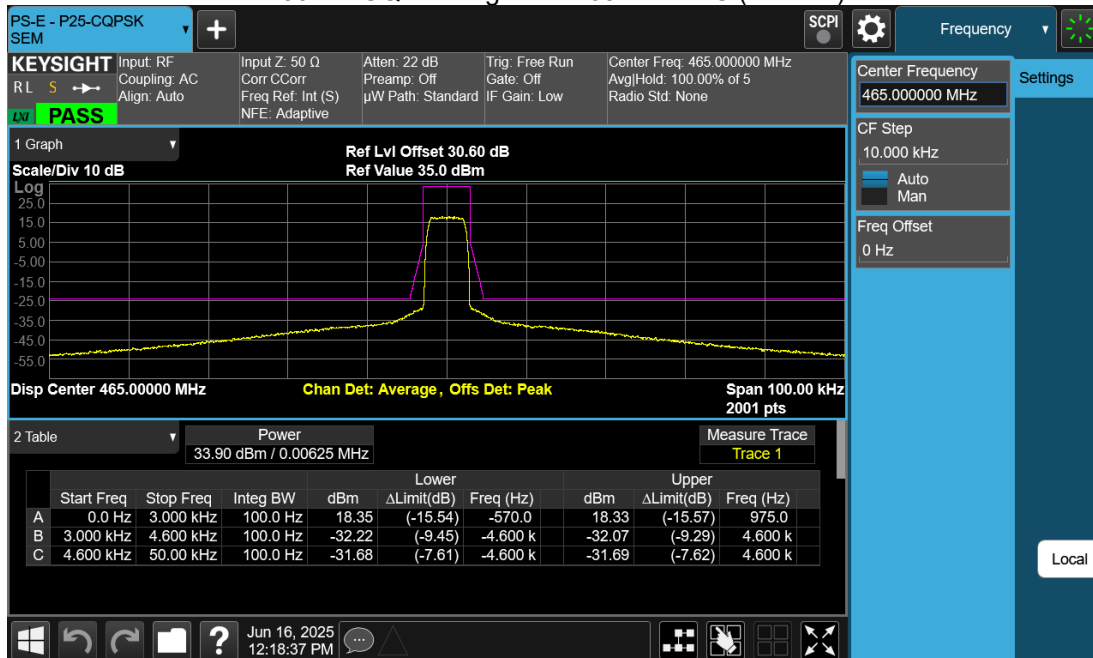 PS-E - P25-CQPSK
SEM
SCPI
Frequency
KEYSIGHT
RL S
LXI PASS
Input: RF
Coupling: AC
Align: Auto
Input Z: 50 Ω
Corr CCorr
Freq Ref: Int (S)
NFE: Adaptive
Atten: 22 dB
Preamp: Off
µW Path: Standard
Trig: Free Run
Gate: Off
IF Gain: Low
Center Freq: 465.000000 MHz
Avg|Hold: 100.00% of 5
Radio Std: None
Center Frequency
465.000000 MHz
Settings
CF Step
10.000 kHz
Auto
Man
Freq Offset
0 Hz
1 Graph
Scale/Div 10 dB
Ref Lvl Offset 30.60 dB
Ref Value 35.0 dBm
Log
25.0
15.0
5.00
-5.00
-15.0
-25.0
-35.0
-45.0
-55.0
Disp Center 465.00000 MHz
Chan Det: Average , Offs Det: Peak
Span 100.00 kHz
2001 pts
2 Table
Power
33.90 dBm / 0.00625 MHz
Measure Trace
Trace 1
Lower Upper
Start Freq Stop Freq Integ BW dBm ΔLimit(dB) Freq (Hz) dBm ΔLimit(dB) Freq (Hz)
A 0.0 Hz 3.000 kHz 100.0 Hz 18.35 (-15.54) -570.0 18.33 (-15.57) 975.0
B 3.000 kHz 4.600 kHz 100.0 Hz -32.22 (-9.45) -4.600 k -32.07 (-9.29) 4.600 k
C 4.600 kHz 50.00 kHz 100.0 Hz -31.68 (-7.61) -4.600 k -31.69 (-7.62) 4.600 k
Local
Jun 16, 2025
12:18:37 PM